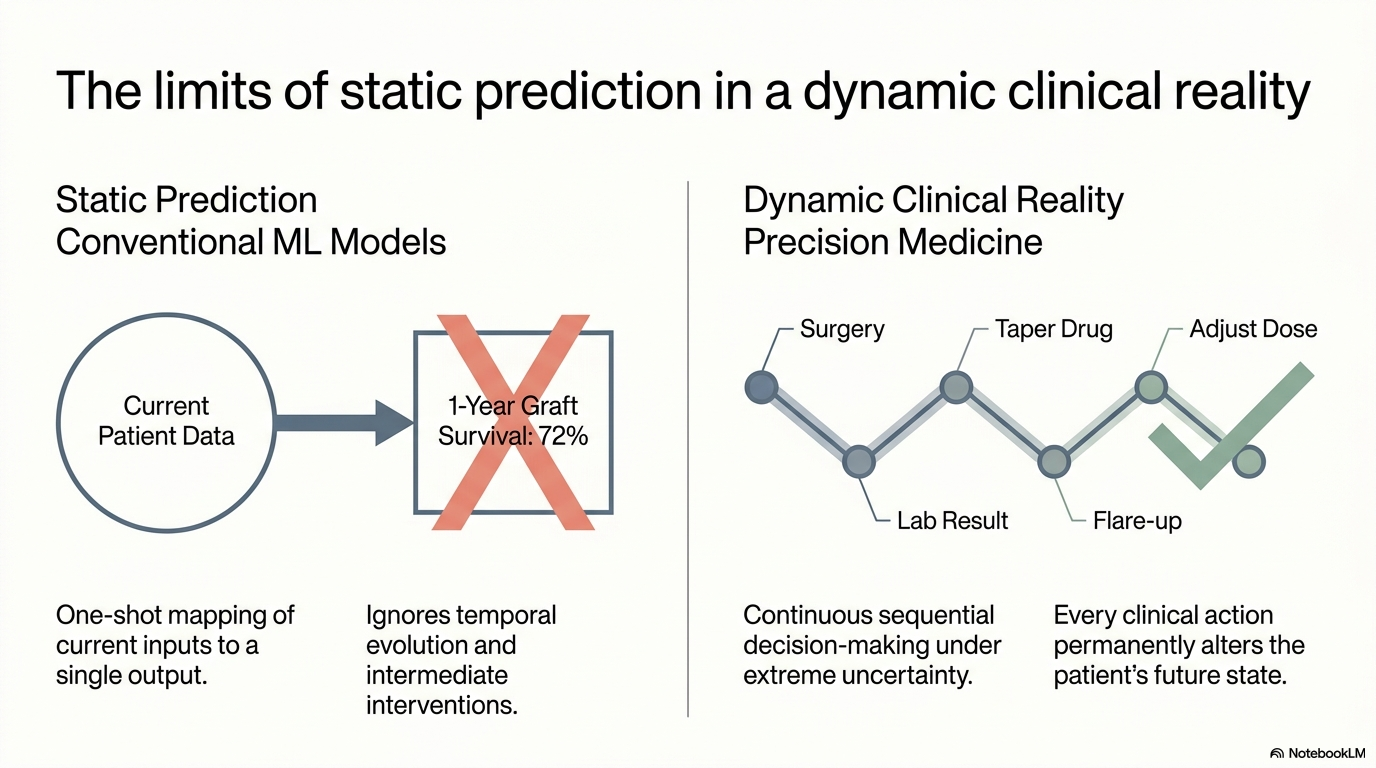 The limits of static prediction in a dynamic clinical reality
Static Prediction
Conventional ML Models
Current
Patient Data
1-Year Graft
Survival: 72%
One-shot mapping of
current inputs to a
single output.
Ignores temporal
evolution and
intermediate
interventions.
Dynamic Clinical Reality
Precision Medicine
Surgery
Taper Drug
Adjust Dose
Lab Result
Flare-up
Continuous sequential
decision-making under
extreme uncertainty.
Every clinical action
permanently alters the
patient’s future state.
NotebookLM